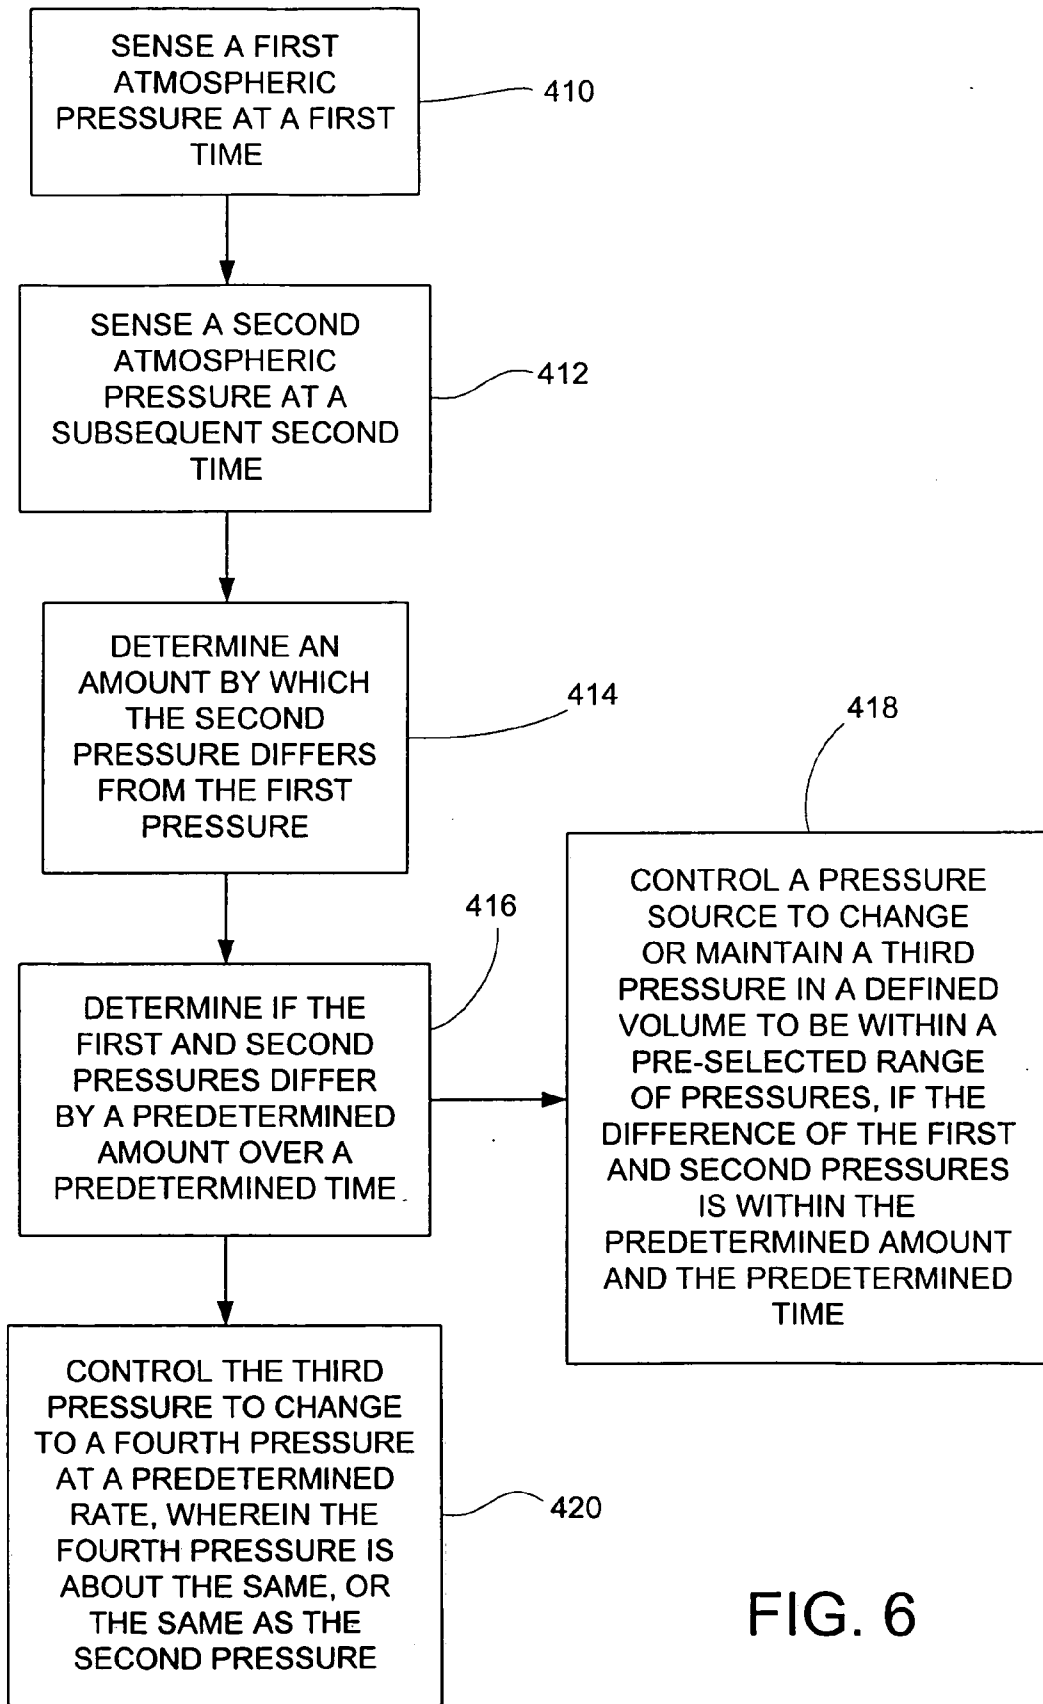 SENSE A FIRST
ATMOSPHERIC
PRESSURE AT A FIRST
TIME
410
SENSE A SECOND
ATMOSPHERIC
PRESSURE AT A
SUBSEQUENT SECOND
TIME
412
DETERMINE AN
AMOUNT BY WHICH
THE SECOND
PRESSURE DIFFERS
FROM THE FIRST
PRESSURE
414
DETERMINE IF THE
FIRST AND SECOND
PRESSURES DIFFER
BY A PREDETERMINED
AMOUNT OVER A
PREDETERMINED TIME
416
418
CONTROL A PRESSURE
SOURCE TO CHANGE
OR MAINTAIN A THIRD
PRESSURE IN A DEFINED
VOLUME TO BE WITHIN A
PRE-SELECTED RANGE
OF PRESSURES, IF THE
DIFFERENCE OF THE FIRST
AND SECOND PRESSURES
IS WITHIN THE
PREDETERMINED AMOUNT
AND THE PREDETERMINED
TIME
CONTROL THE THIRD
PRESSURE TO CHANGE
TO A FOURTH PRESSURE
AT A PREDETERMINED
RATE, WHEREIN THE
FOURTH PRESSURE IS
ABOUT THE SAME, OR
THE SAME AS THE
SECOND PRESSURE
420
FIG. 6